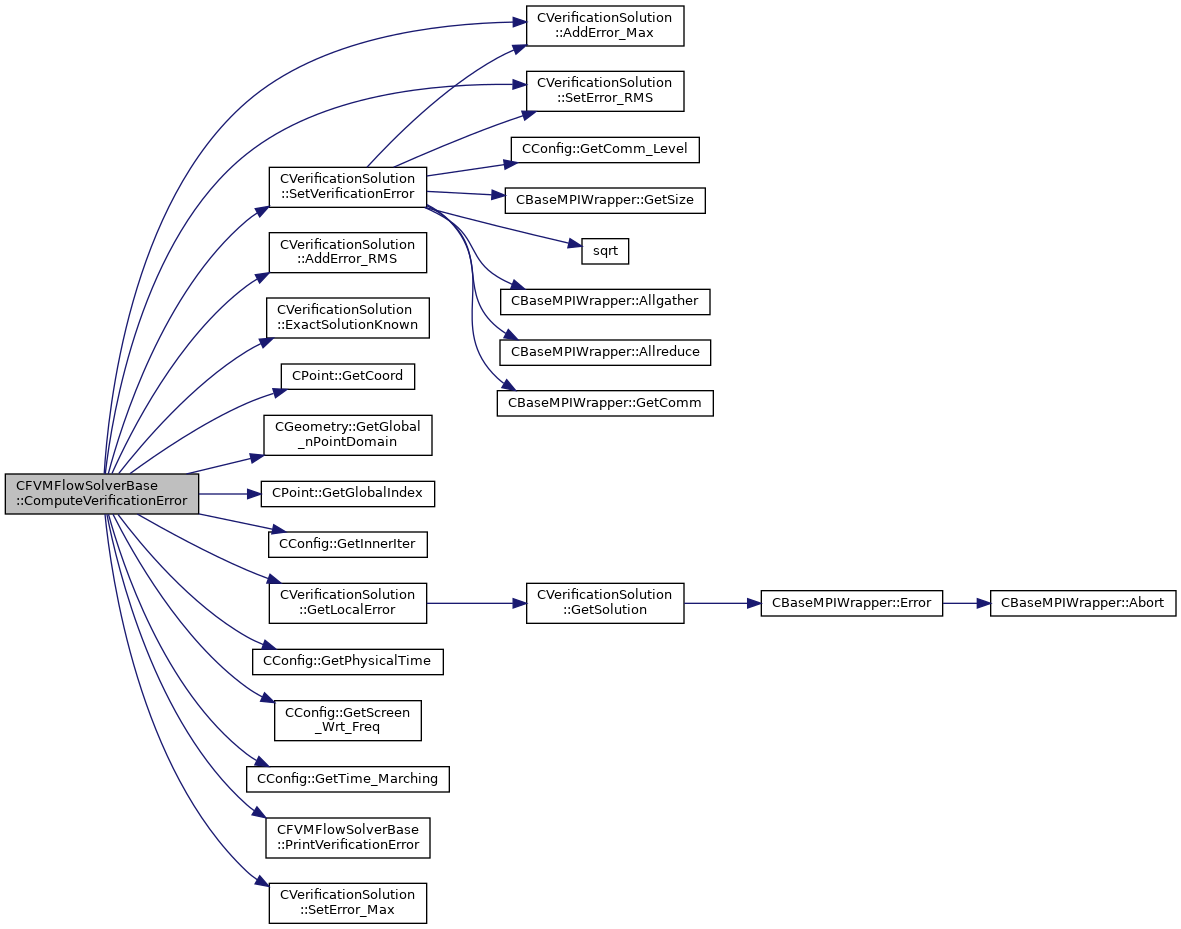 CFVMFlowSolverBase
::ComputeVerificationError
CVerificationSolution
::AddError_Max
CVerificationSolution
::SetError_RMS
CVerificationSolution
::SetVerificationError
CConfig::GetComm_Level
CBaseMPIWrapper::GetSize
sqrt
CBaseMPIWrapper::Allgather
CBaseMPIWrapper::Allreduce
CBaseMPIWrapper::GetComm
CVerificationSolution
::AddError_RMS
CVerificationSolution
::ExactSolutionKnown
CPoint::GetCoord
CGeometry::GetGlobal
_nPointDomain
CPoint::GetGlobalIndex
CConfig::GetInnerIter
CVerificationSolution
::GetLocalError
CVerificationSolution
::GetSolution
CBaseMPIWrapper::Error
CBaseMPIWrapper::Abort
CConfig::GetPhysicalTime
CConfig::GetScreen
_Wrt_Freq
CConfig::GetTime_Marching
CFVMFlowSolverBase
::PrintVerificationError
CVerificationSolution
::SetError_Max